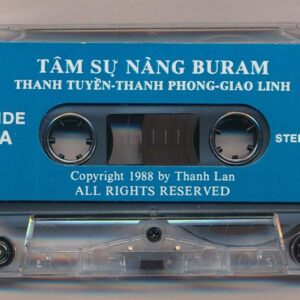 TÂM SỰ NÀNG BURAM
THANH TUYỀN-THANH PHONG-GIAO LINH
IDE
A
STE
Copyright 1988 by Thanh Lan
ALL RIGHTS RESERVED